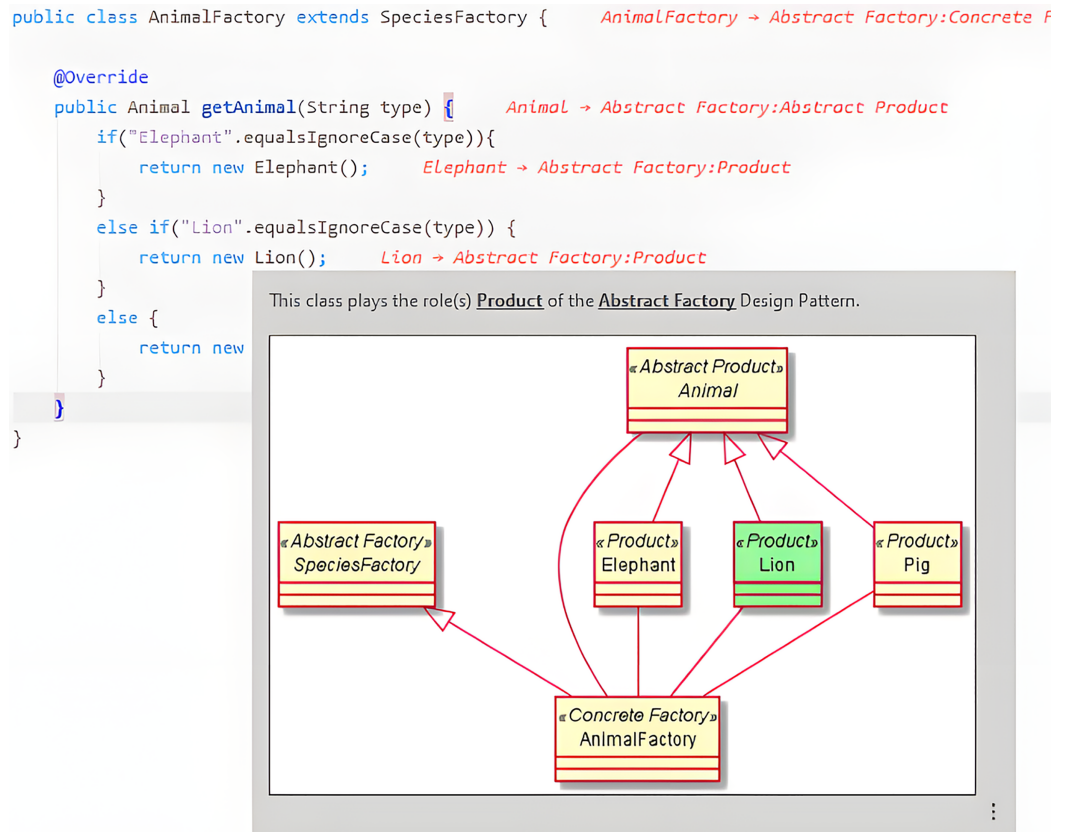 public class AnimalFactory extends SpeciesFactory {     AnimalFactory → Abstract Factory:Concrete F
@Override
public Animal getAnimal(String type) {     Animal → Abstract Factory:Abstract Product
if("Elephant".equalsIgnoreCase(type)){
return new Elephant();     Elephant → Abstract Factory:Product
}
else if("Lion".equalsIgnoreCase(type)) {
return new Lion();     Lion → Abstract Factory:Product
}
else {
return new
}
}
}
This class plays the role(s) Product of the Abstract Factory Design Pattern.
«Abstract Product»
Animal
«Abstract Factory»
SpeciesFactory
«Product»
Elephant
«Product»
Lion
«Product»
Pig
«Concrete Factory»
AnimalFactory